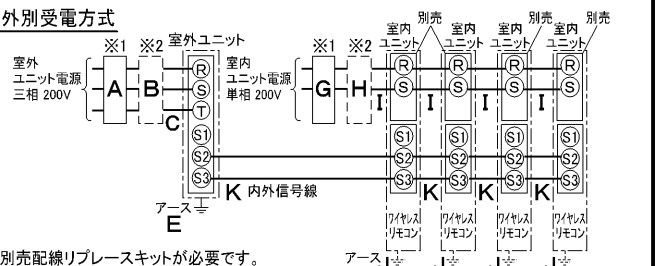 外別受電方式
※1 ※2 室外ユニット
室外
ユニット電源
三相 200V
A B C
R
S
T
S1
S2
S3
アース
E
※1 ※2
室内
ユニット電源
単相 200V
G H
室内
ユニット
別売
室内
ユニット
室内
ユニット
別売
室内
ユニット
別売
R R R R
S I S I S I S I
S1 S1 S1 S1
S2 S2 S2 S2
S3 K S3 K S3 K S3
K 内外信号線
ワイヤレス
リモコン
ワイヤレス
リモコン
ワイヤレス
リモコン
ワイヤレス
リモコン
アース
別売配線リプレースキットが必要です。